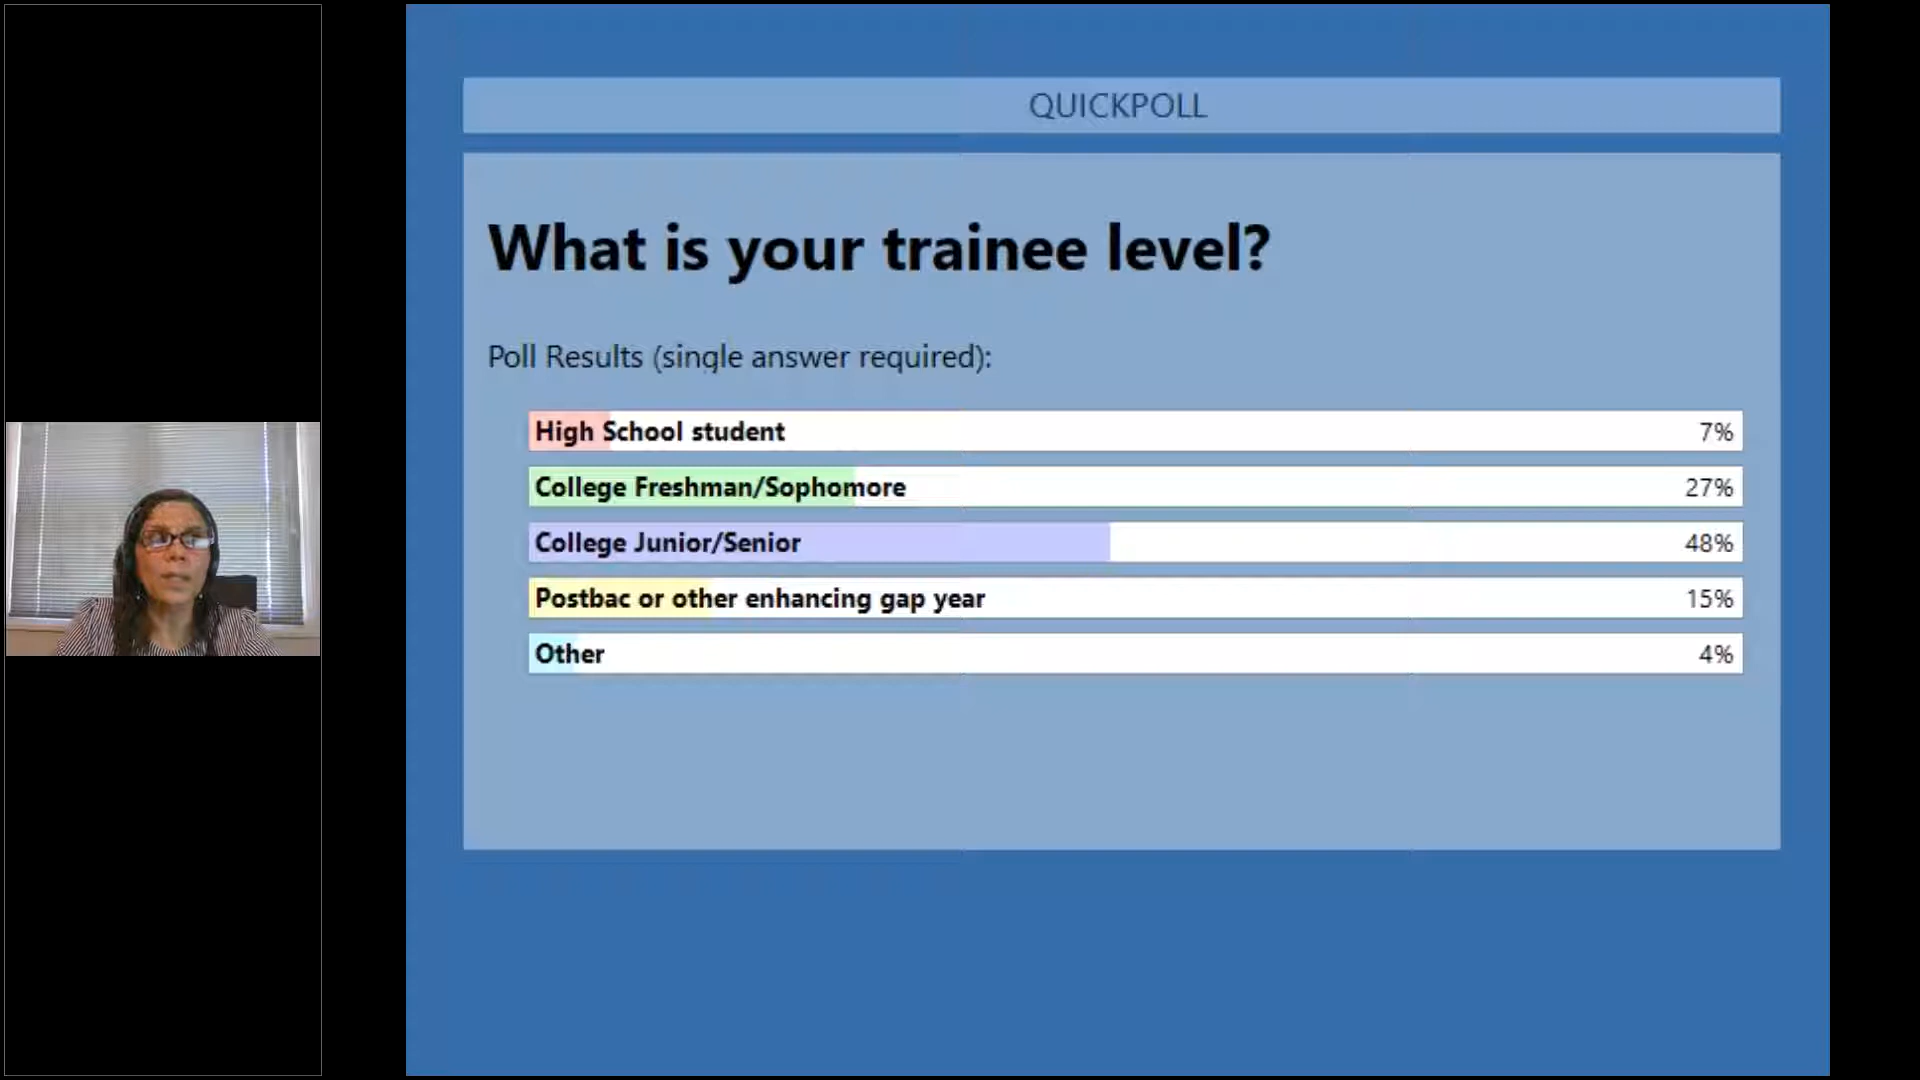 QUICKPOLL
What is your trainee level?
Poll Results (single answer required):
High School student 7%
College Freshman/Sophomore 27%
College Junior/Senior 48%
Postbac or other enhancing gap year 15%
Other 4%